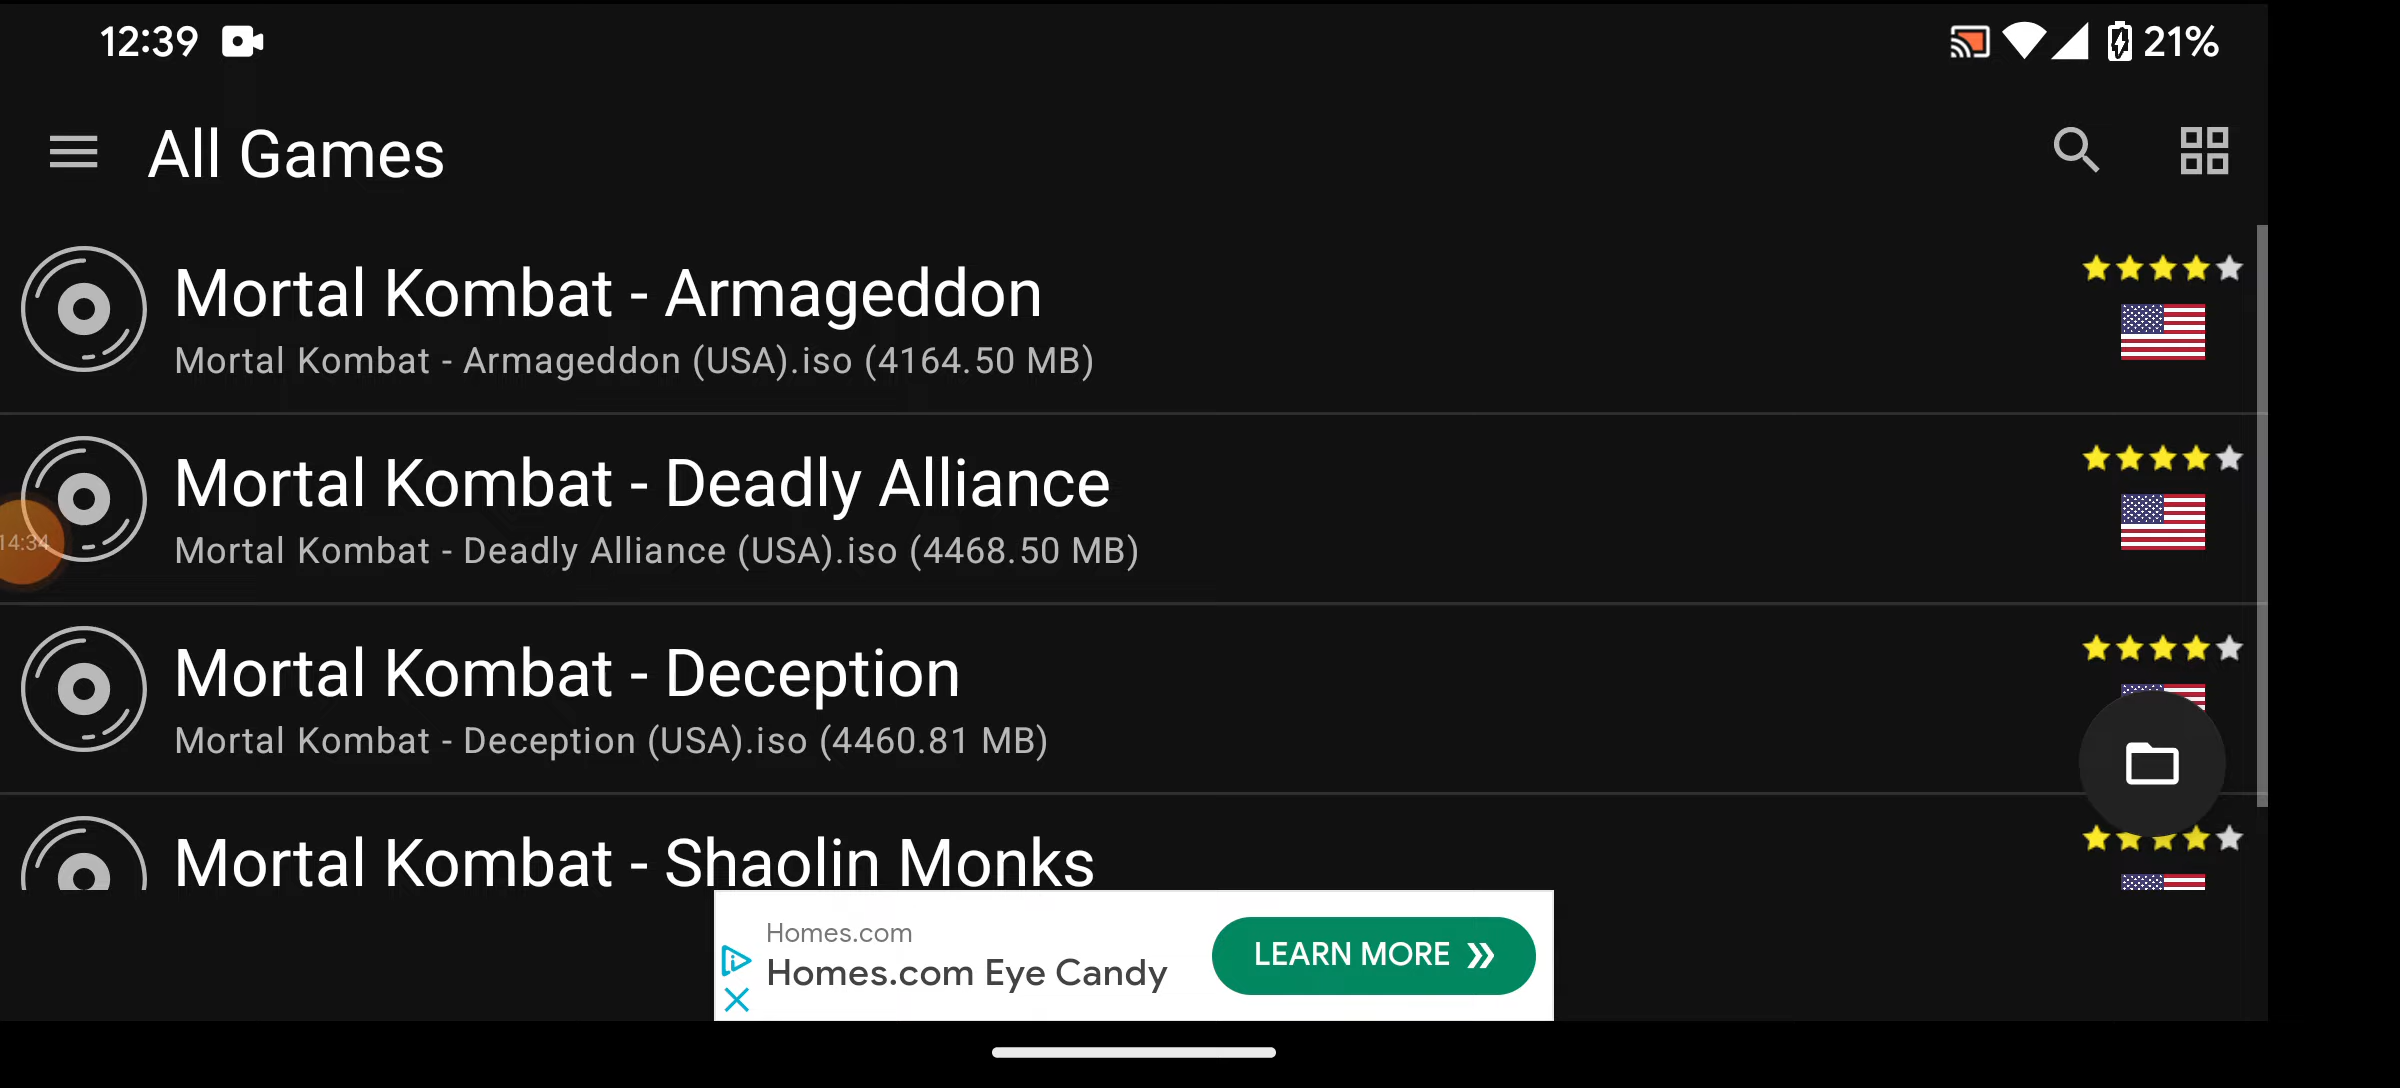 12:39
21%
All Games
Mortal Kombat - Armageddon
Mortal Kombat - Armageddon (USA).iso (4164.50 MB)
Mortal Kombat - Deadly Alliance
14:34
Mortal Kombat - Deadly Alliance (USA).iso (4468.50 MB)
Mortal Kombat - Deception
Mortal Kombat - Deception (USA).iso (4460.81 MB)
Mortal Kombat - Shaolin Monks
Homes.com
Homes.com Eye Candy
LEARN MORE